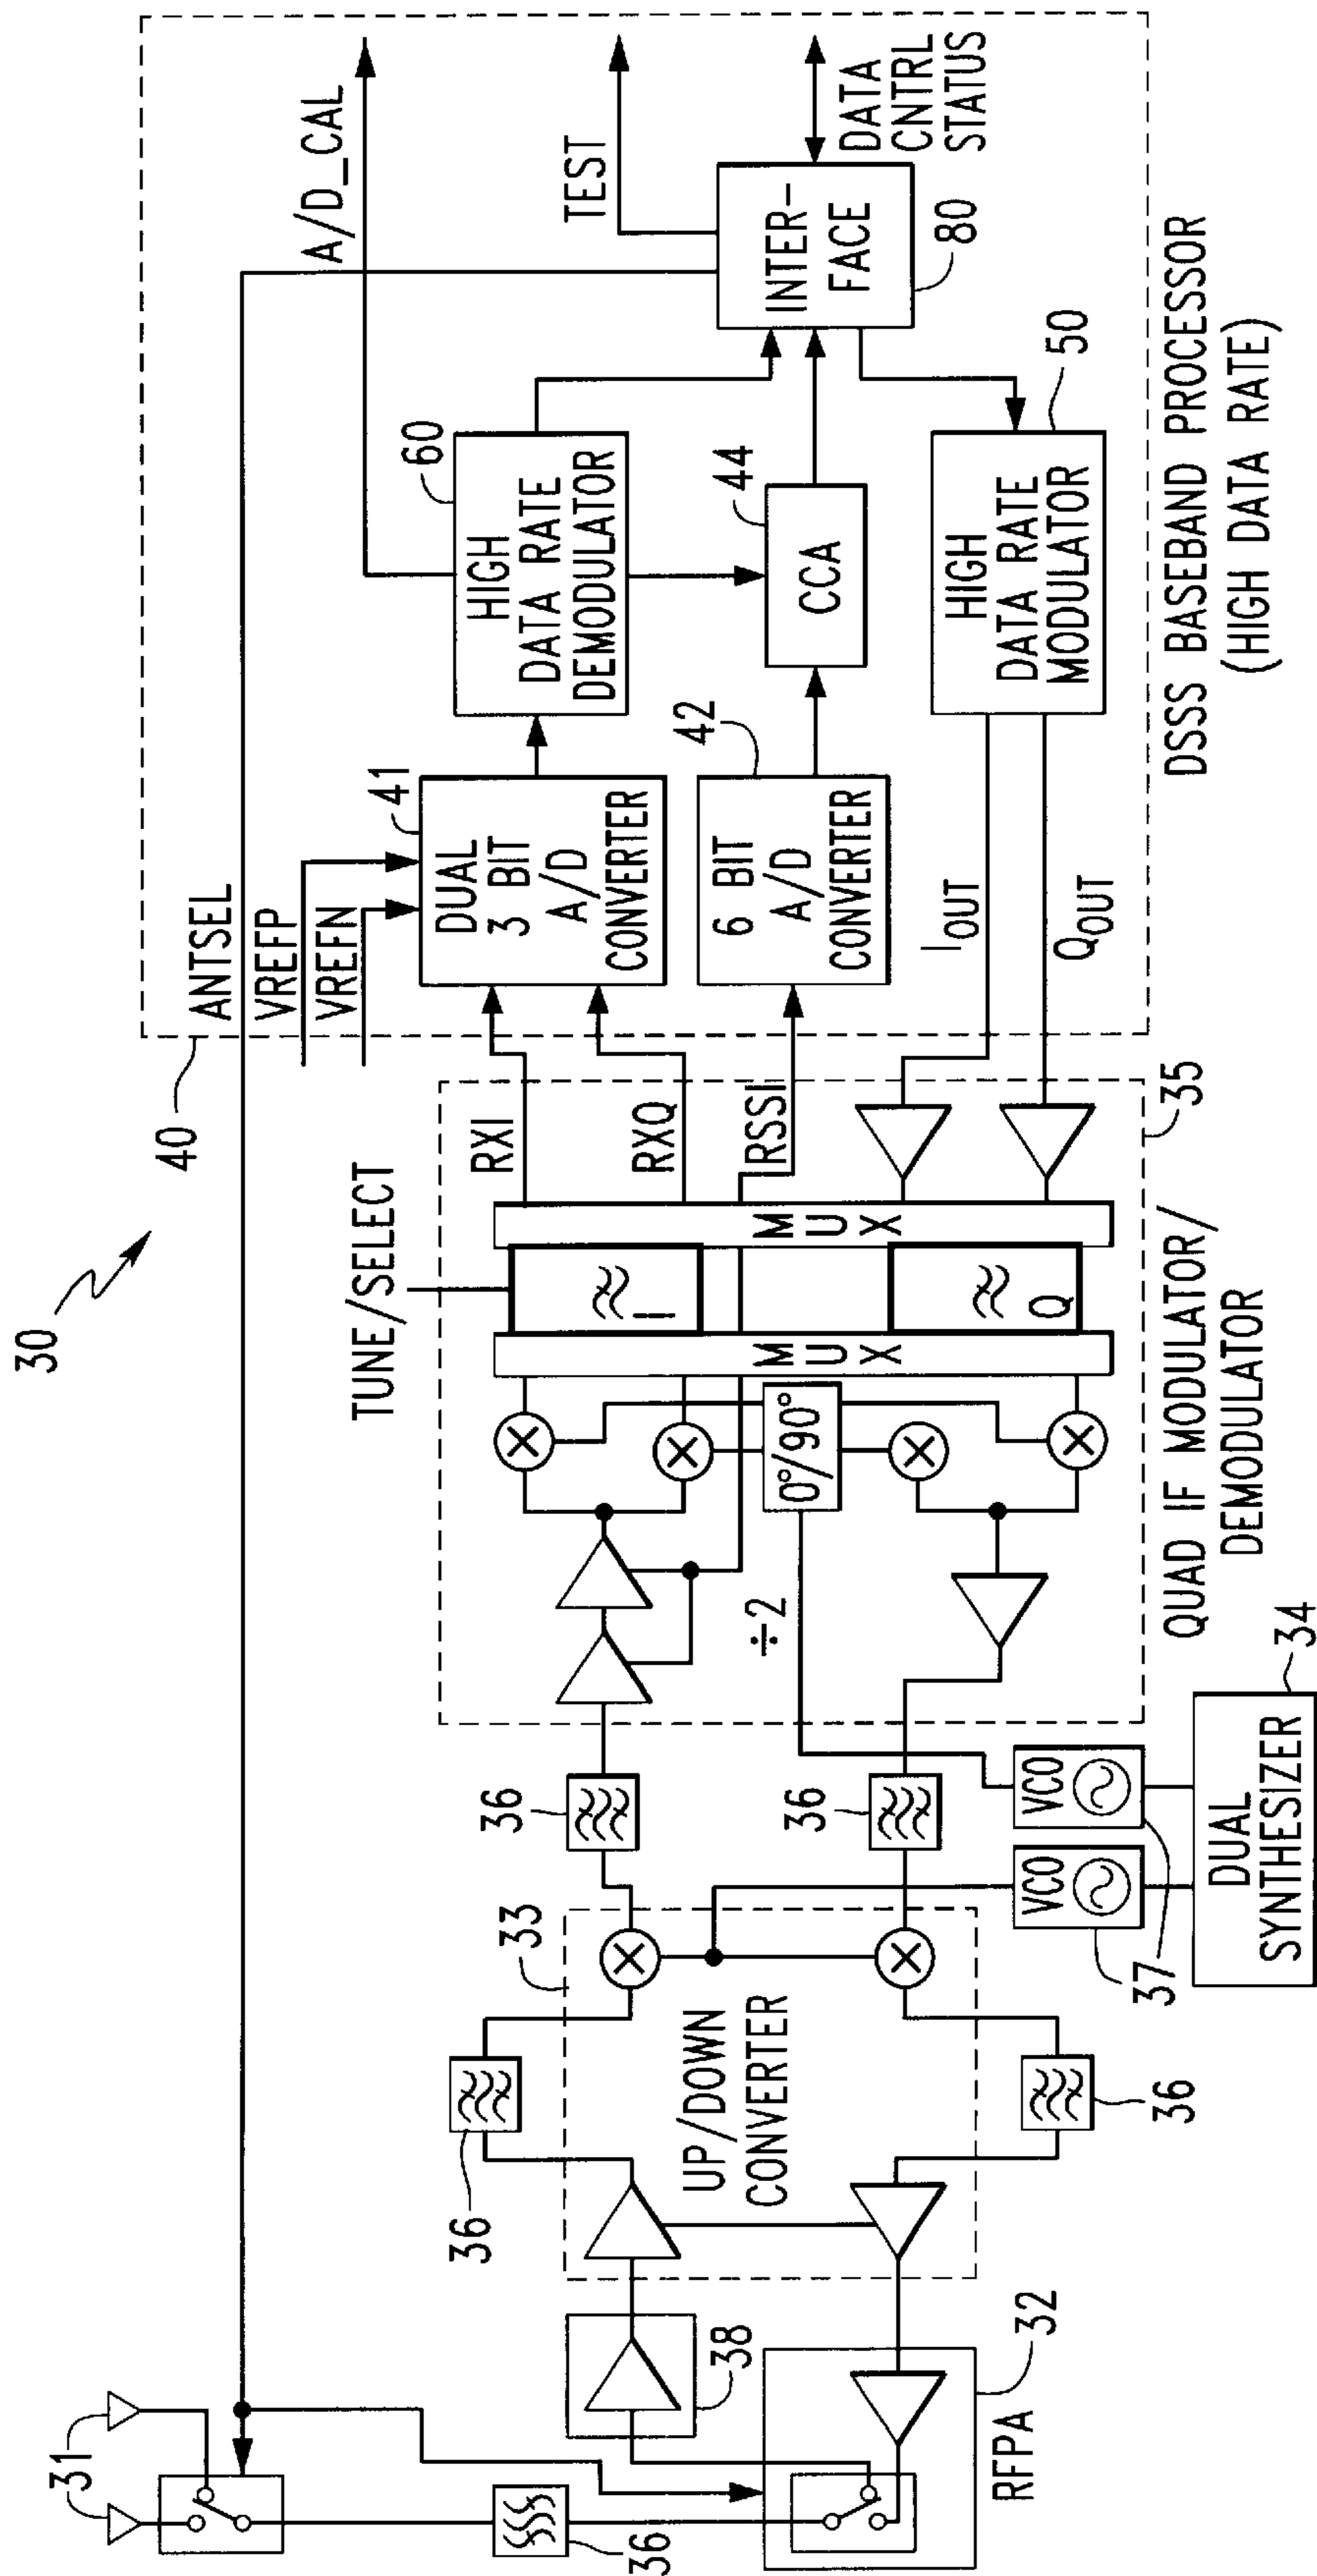 30
40
ANTSEL
VREFP
VREFN
A/D_CAL
TEST
DATA
CNTRL
STATUS
INTER-
FACE
80
60
HIGH
DATA RATE
DEMODULATOR
44
CCA
50
HIGH
DATA RATE
MODULATOR
41
DUAL
3 BIT
A/D
CONVERTER
42
6 BIT
A/D
CONVERTER
I OUT
Q OUT
DSSS BASEBAND PROCESSOR
(HIGH DATA RATE)
RXI
RXQ
RSSI
35
TUNE/SELECT
MUX
I
Q
MUX
0°/90°
÷2
QUAD IF MODULATOR/
DEMODULATOR
36
36
VCO
VCO
37
34
DUAL
SYNTHESIZER
33
UP/DOWN
CONVERTER
36
36
38
32
RFPA
31
36